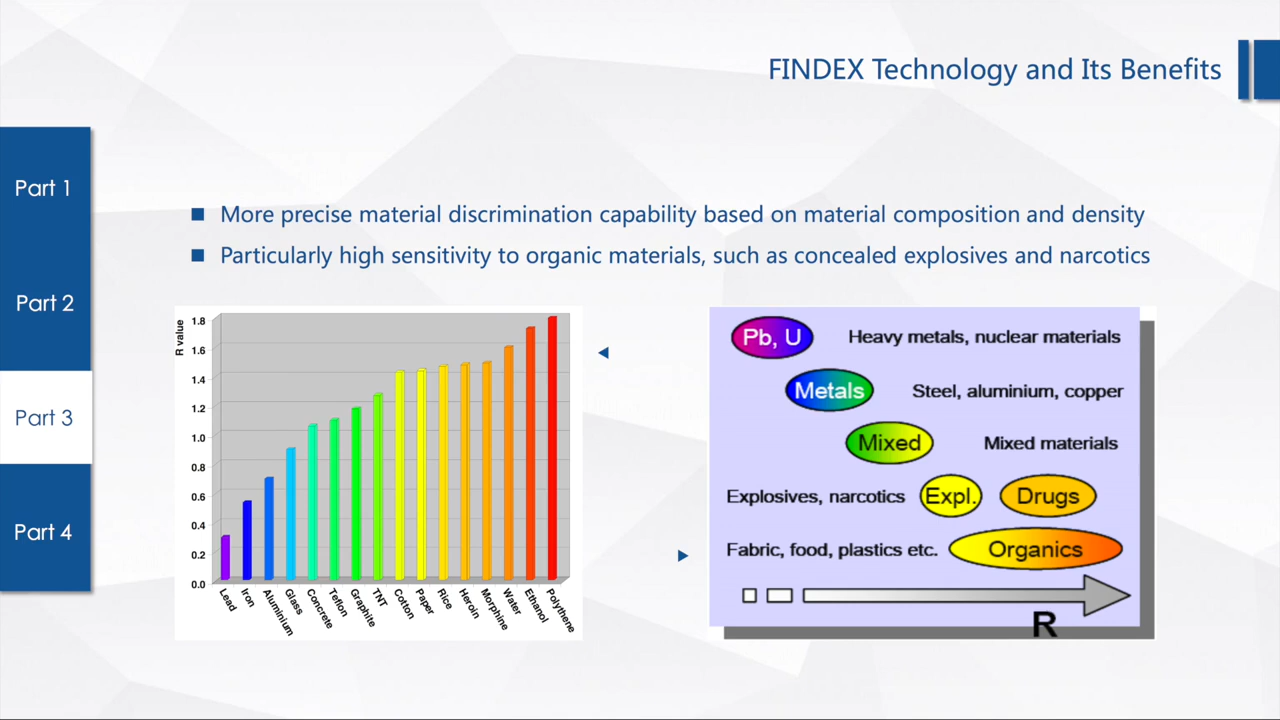 FINDEX Technology and Its Benefits
Part 1
Part 2
Part 3
Part 4
■ More precise material discrimination capability based on material composition and density
■ Particularly high sensitivity to organic materials, such as concealed explosives and narcotics
R value
1.8
1.6
1.4
1.2
1.0
0.8
0.6
0.4
0.2
0.0
Lead
Iron
Aluminium
Glass
Concrete
Teflon
Graphite
TNT
Cotton
Paper
Rice
Heroin
Morphine
Water
Ethanol
Polythene
Pb, U Heavy metals, nuclear materials
Metals Steel, aluminium, copper
Mixed Mixed materials
Explosives, narcotics Expl. Drugs
Fabric, food, plastics etc. Organics
R